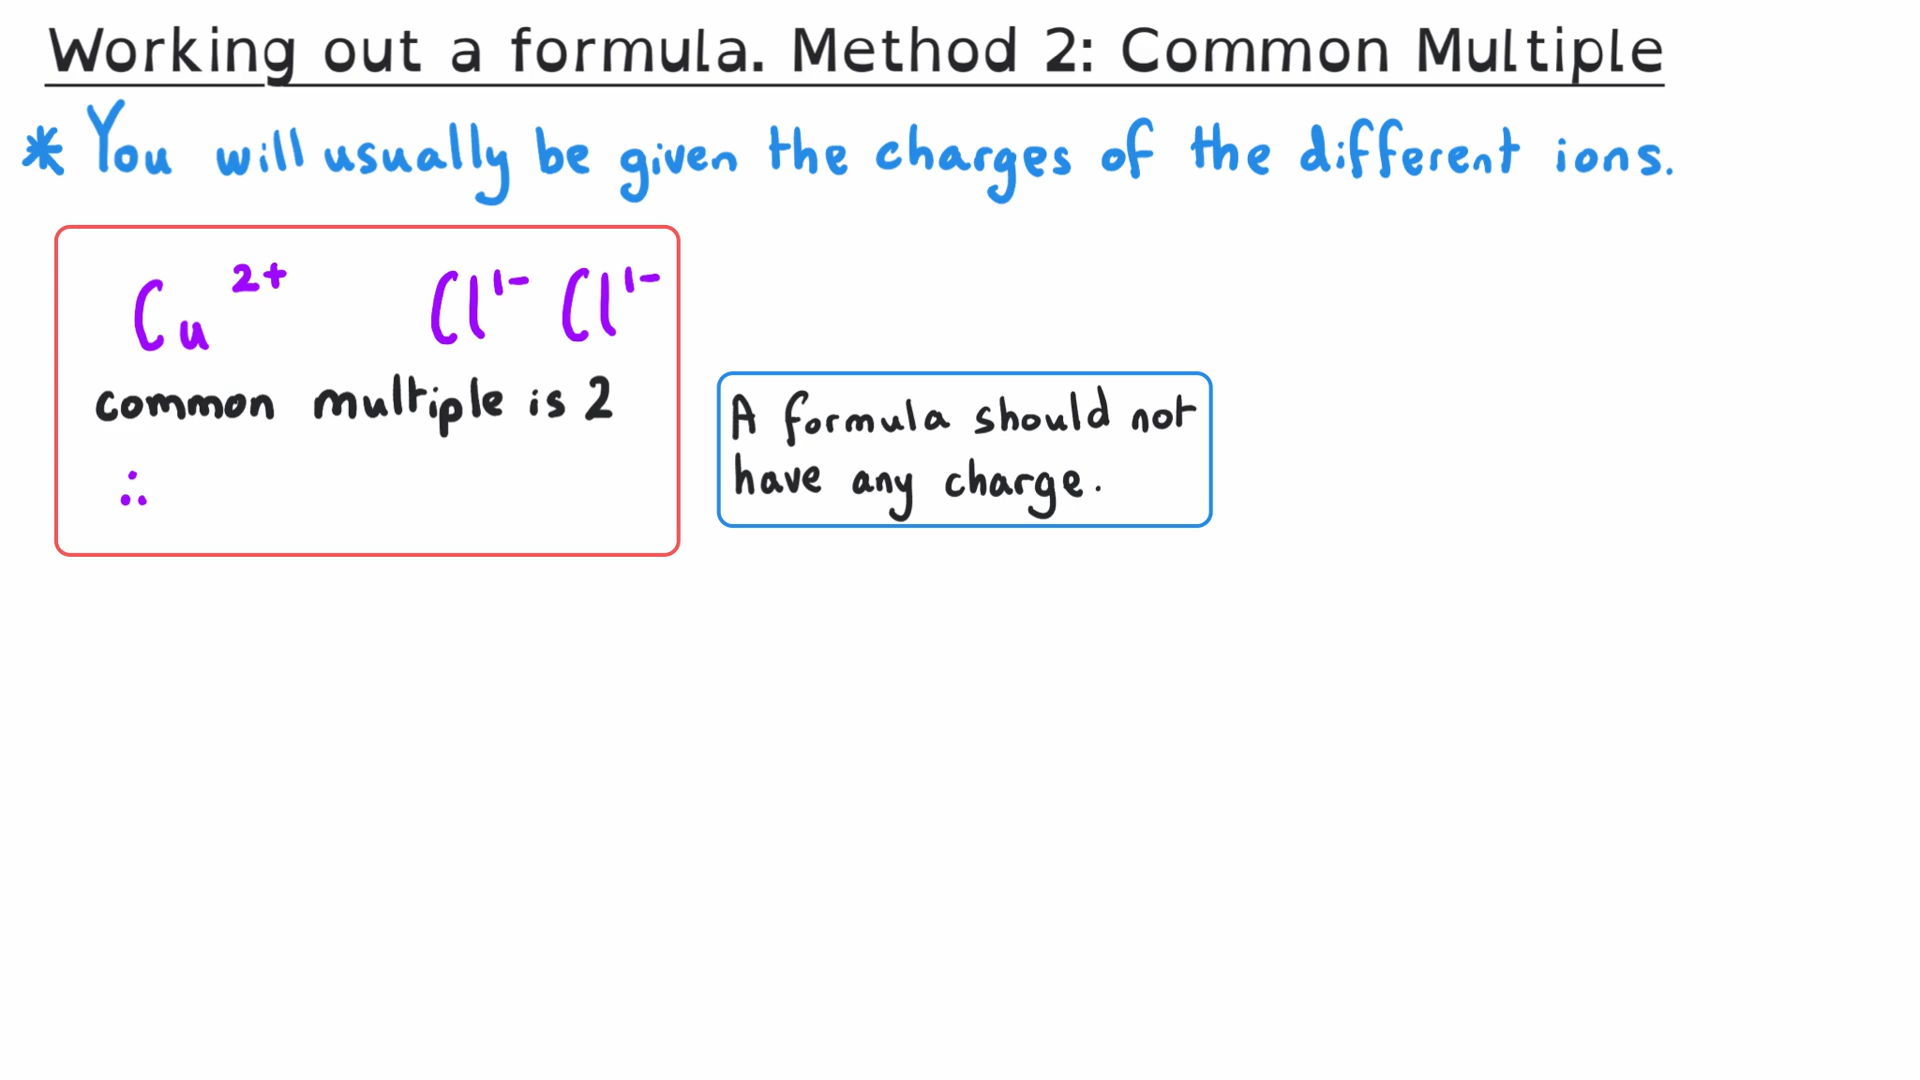 Working out a formula. Method 2: Common Multiple
* You will usually be given the charges of the different ions.
Cu²⁺ Cl¹⁻ Cl¹⁻
common multiple is 2
∴
A formula should not
have any charge.